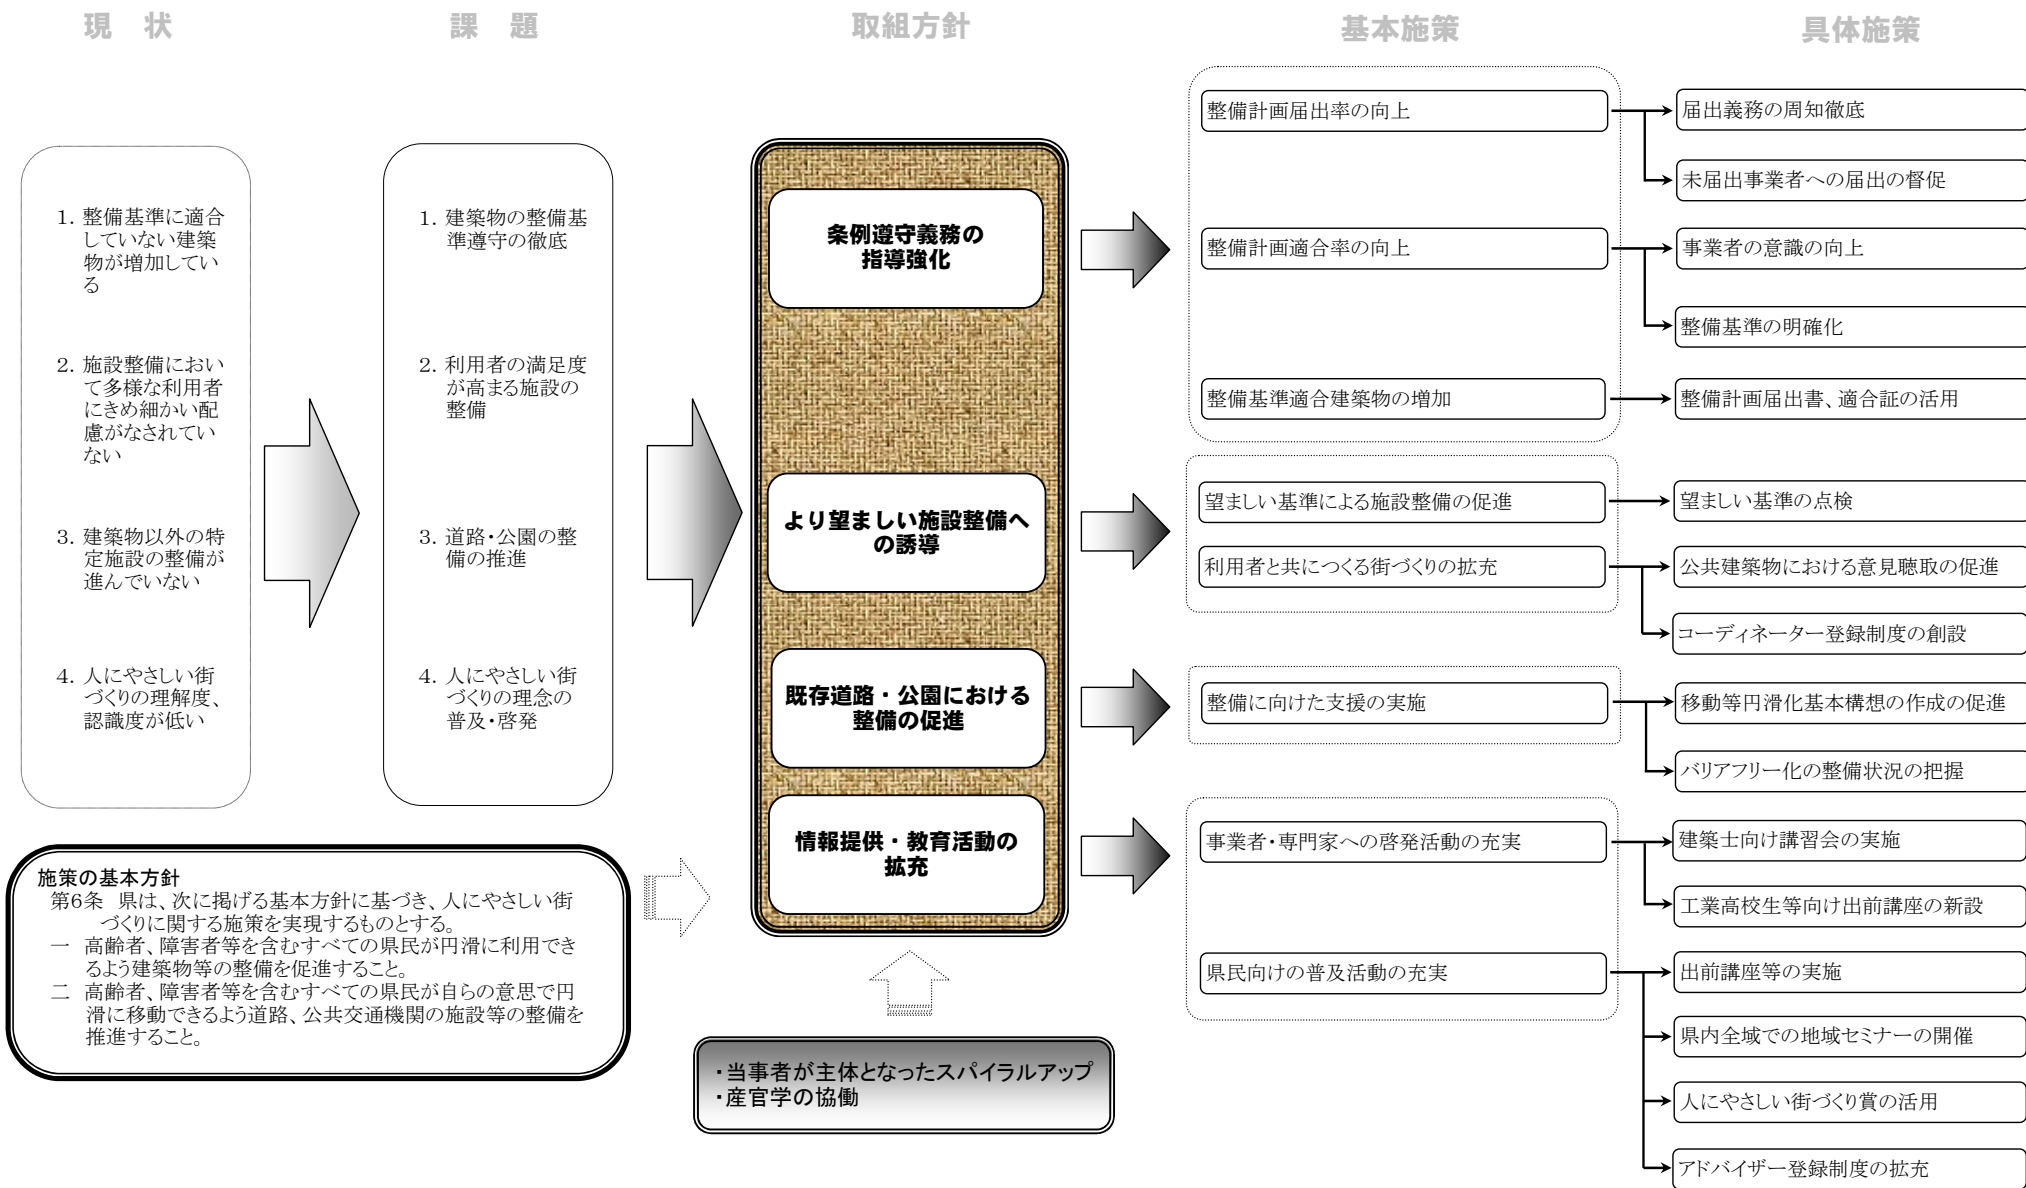 現　状
課　題
取組方針
基本施策
具体施策
1. 整備基準に適合
していない建築
物が増加してい
る
2. 施設整備におい
て多様な利用者
にきめ細かい配
慮がなされてい
ない
3. 建築物以外の特
定施設の整備が
進んでいない
4. 人にやさしい街
づくりの理解度、
認識度が低い
1. 建築物の整備基
準遵守の徹底
2. 利用者の満足度
が高まる施設の
整備
3. 道路・公園の整
備の推進
4. 人にやさしい街
づくりの理念の
普及・啓発
条例遵守義務の
指導強化
より望ましい施設整備へ
の誘導
既存道路・公園における
整備の促進
情報提供・教育活動の
拡充
整備計画届出率の向上
届出義務の周知徹底
未届出事業者への届出の督促
整備計画適合率の向上
事業者の意識の向上
整備基準の明確化
整備基準適合建築物の増加
整備計画届出書、適合証の活用
望ましい基準による施設整備の促進
望ましい基準の点検
利用者と共につくる街づくりの拡充
公共建築物における意見聴取の促進
コーディネーター登録制度の創設
整備に向けた支援の実施
移動等円滑化基本構想の作成の促進
バリアフリー化の整備状況の把握
事業者・専門家への啓発活動の充実
建築士向け講習会の実施
工業高校生等向け出前講座の新設
県民向けの普及活動の充実
出前講座等の実施
県内全域での地域セミナーの開催
人にやさしい街づくり賞の活用
アドバイザー登録制度の拡充
施策の基本方針
第6条　県は、次に掲げる基本方針に基づき、人にやさしい街
づくりに関する施策を実現するものとする。
一　高齢者、障害者等を含むすべての県民が円滑に利用でき
るよう建築物等の整備を促進すること。
二　高齢者、障害者等を含むすべての県民が自らの意思で円
滑に移動できるよう道路、公共交通機関の施設等の整備を
推進すること。
・当事者が主体となったスパイラルアップ
・産官学の協働